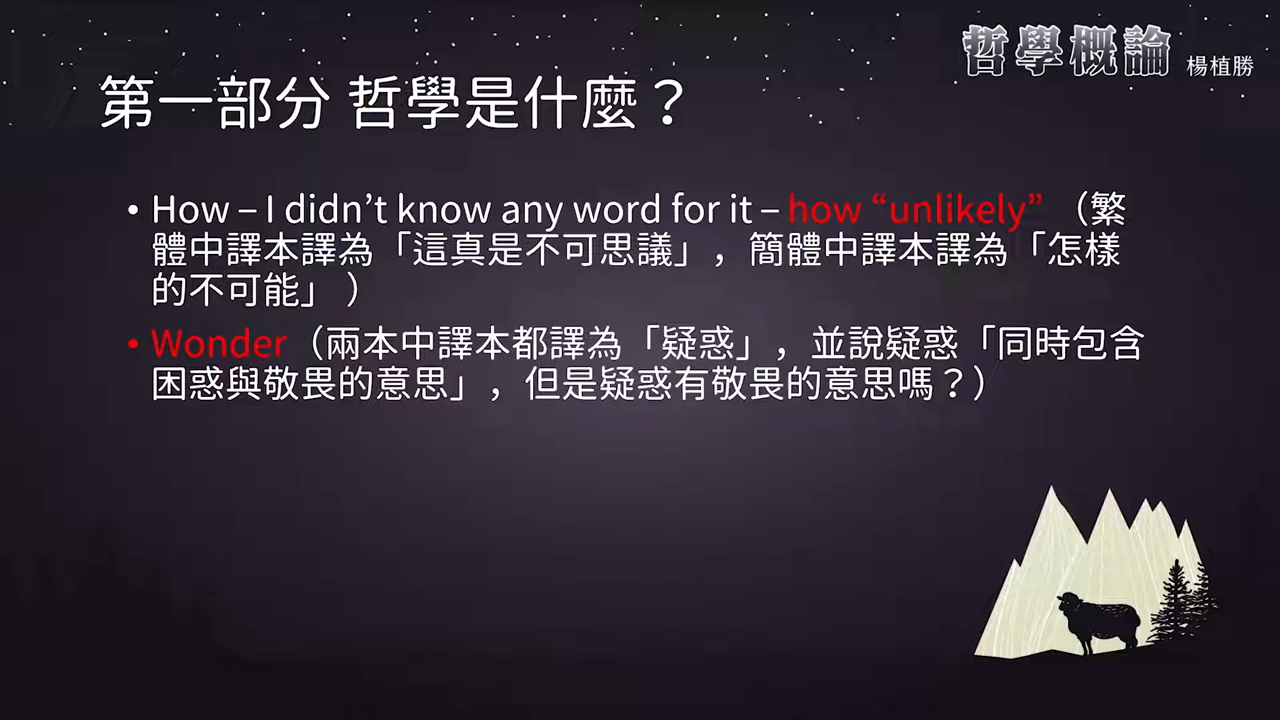 哲學概論 楊植勝
第一部分 哲學是什麼？
• How – I didn’t know any word for it – how “unlikely” （繁
體中譯本譯為「這真是不可思議」，簡體中譯本譯為「怎樣
的不可能」 ）
• Wonder（兩本中譯本都譯為「疑惑」，並說疑惑「同時包含
困惑與敬畏的意思」，但是疑惑有敬畏的意思嗎？）